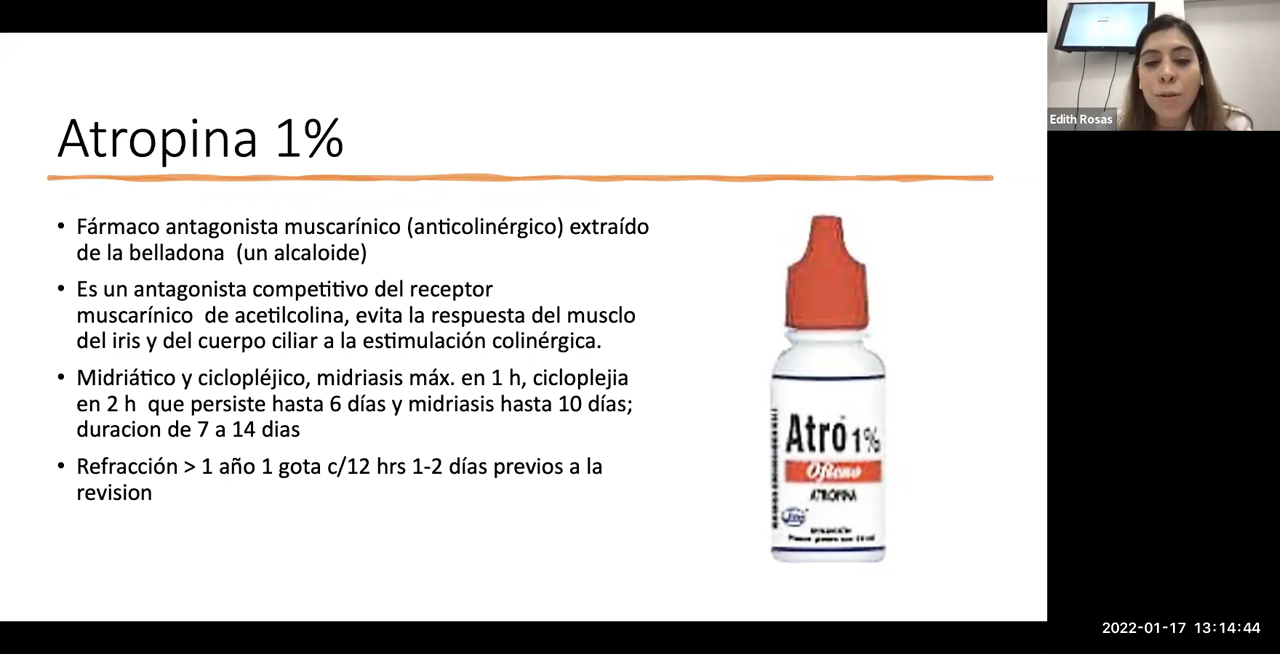 Atropina 1%
• Fármaco antagonista muscarínico (anticolinérgico) extraído
de la belladona (un alcaloide)
• Es un antagonista competitivo del receptor
muscarínico de acetilcolina, evita la respuesta del musclo
del iris y del cuerpo ciliar a la estimulación colinérgica.
• Midriático y ciclopléjico, midriasis máx. en 1 h, cicloplejia
en 2 h que persiste hasta 6 días y midriasis hasta 10 días;
duracion de 7 a 14 dias
• Refracción > 1 año 1 gota c/12 hrs 1-2 días previos a la
revision
Atro 1%
Ofteno
ATROPINA
Edith Rosas
2022-01-17 13:14:44